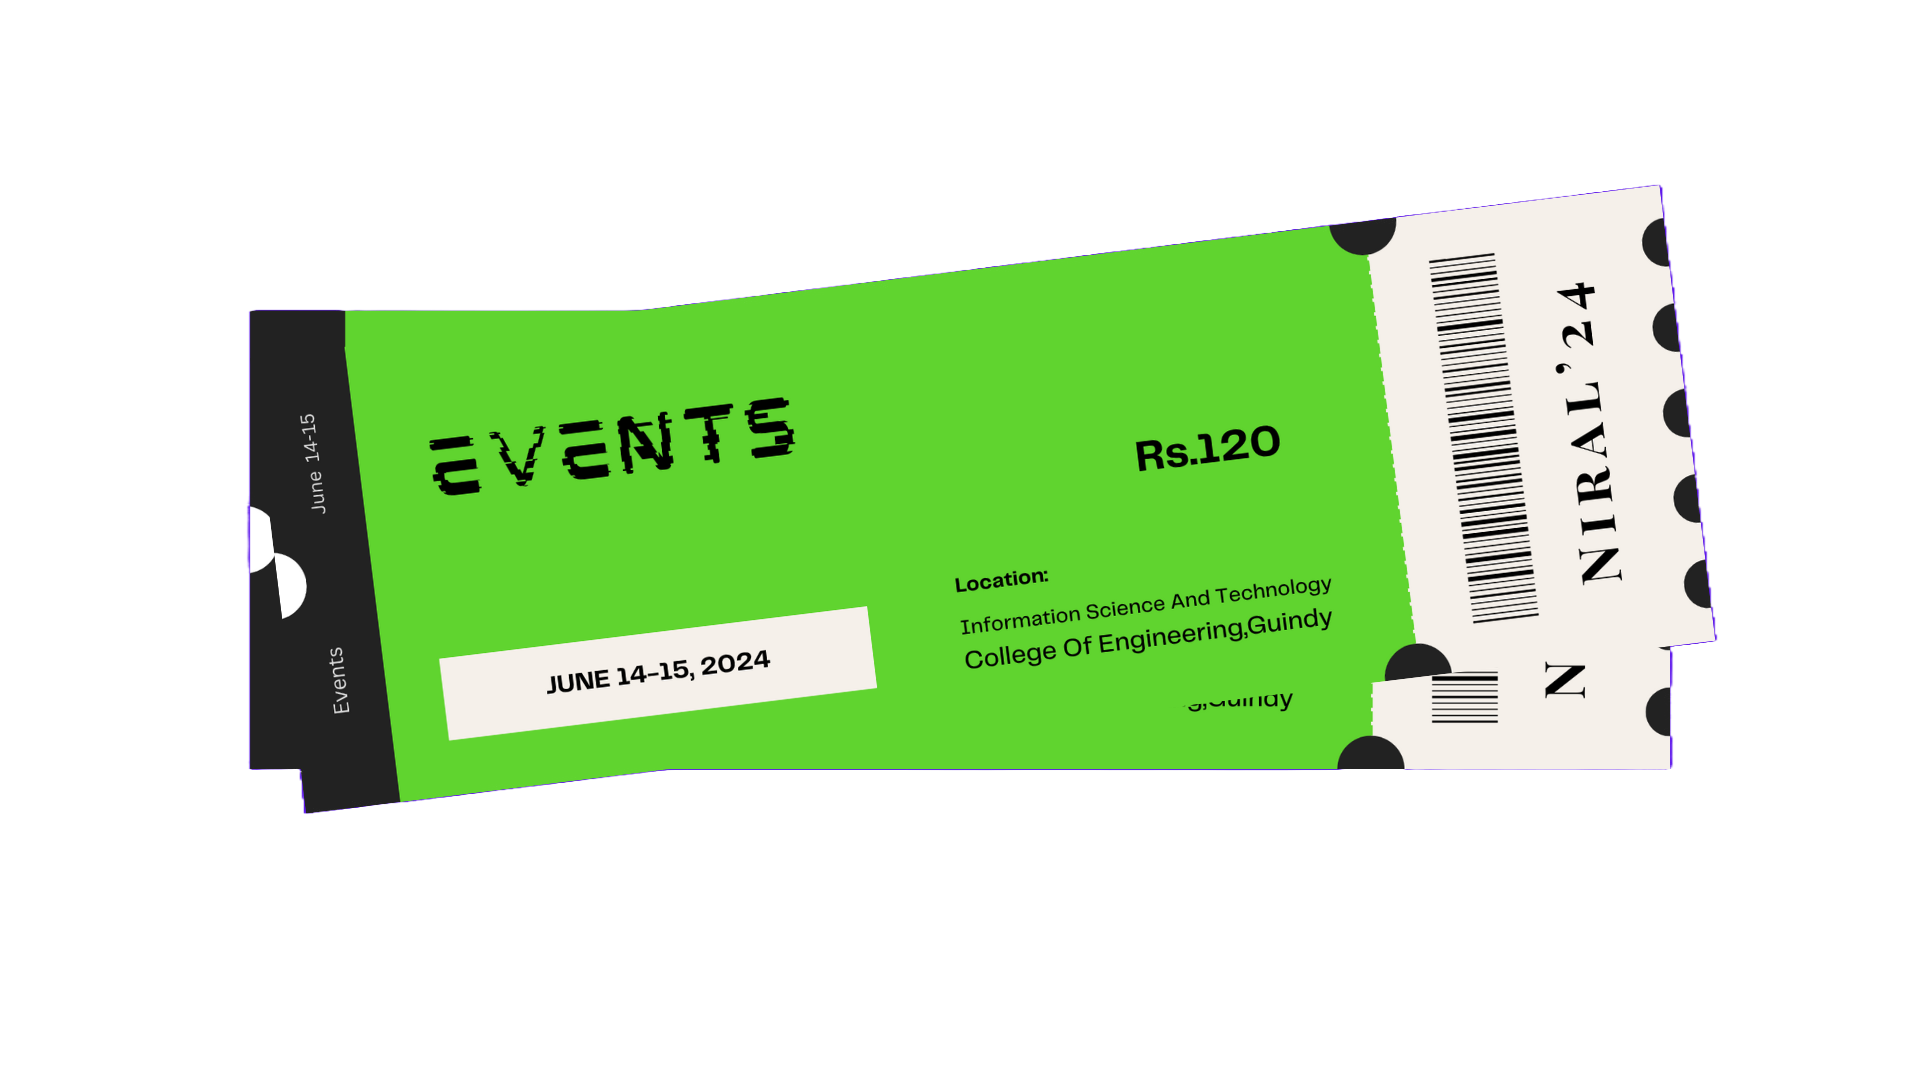 June 14-15
Events
EVENTS
Rs.120
JUNE 14-15, 2024
Location:
Information Science And Technology
College Of Engineering,Guindy
g,Guindy
NIRAL’24
N